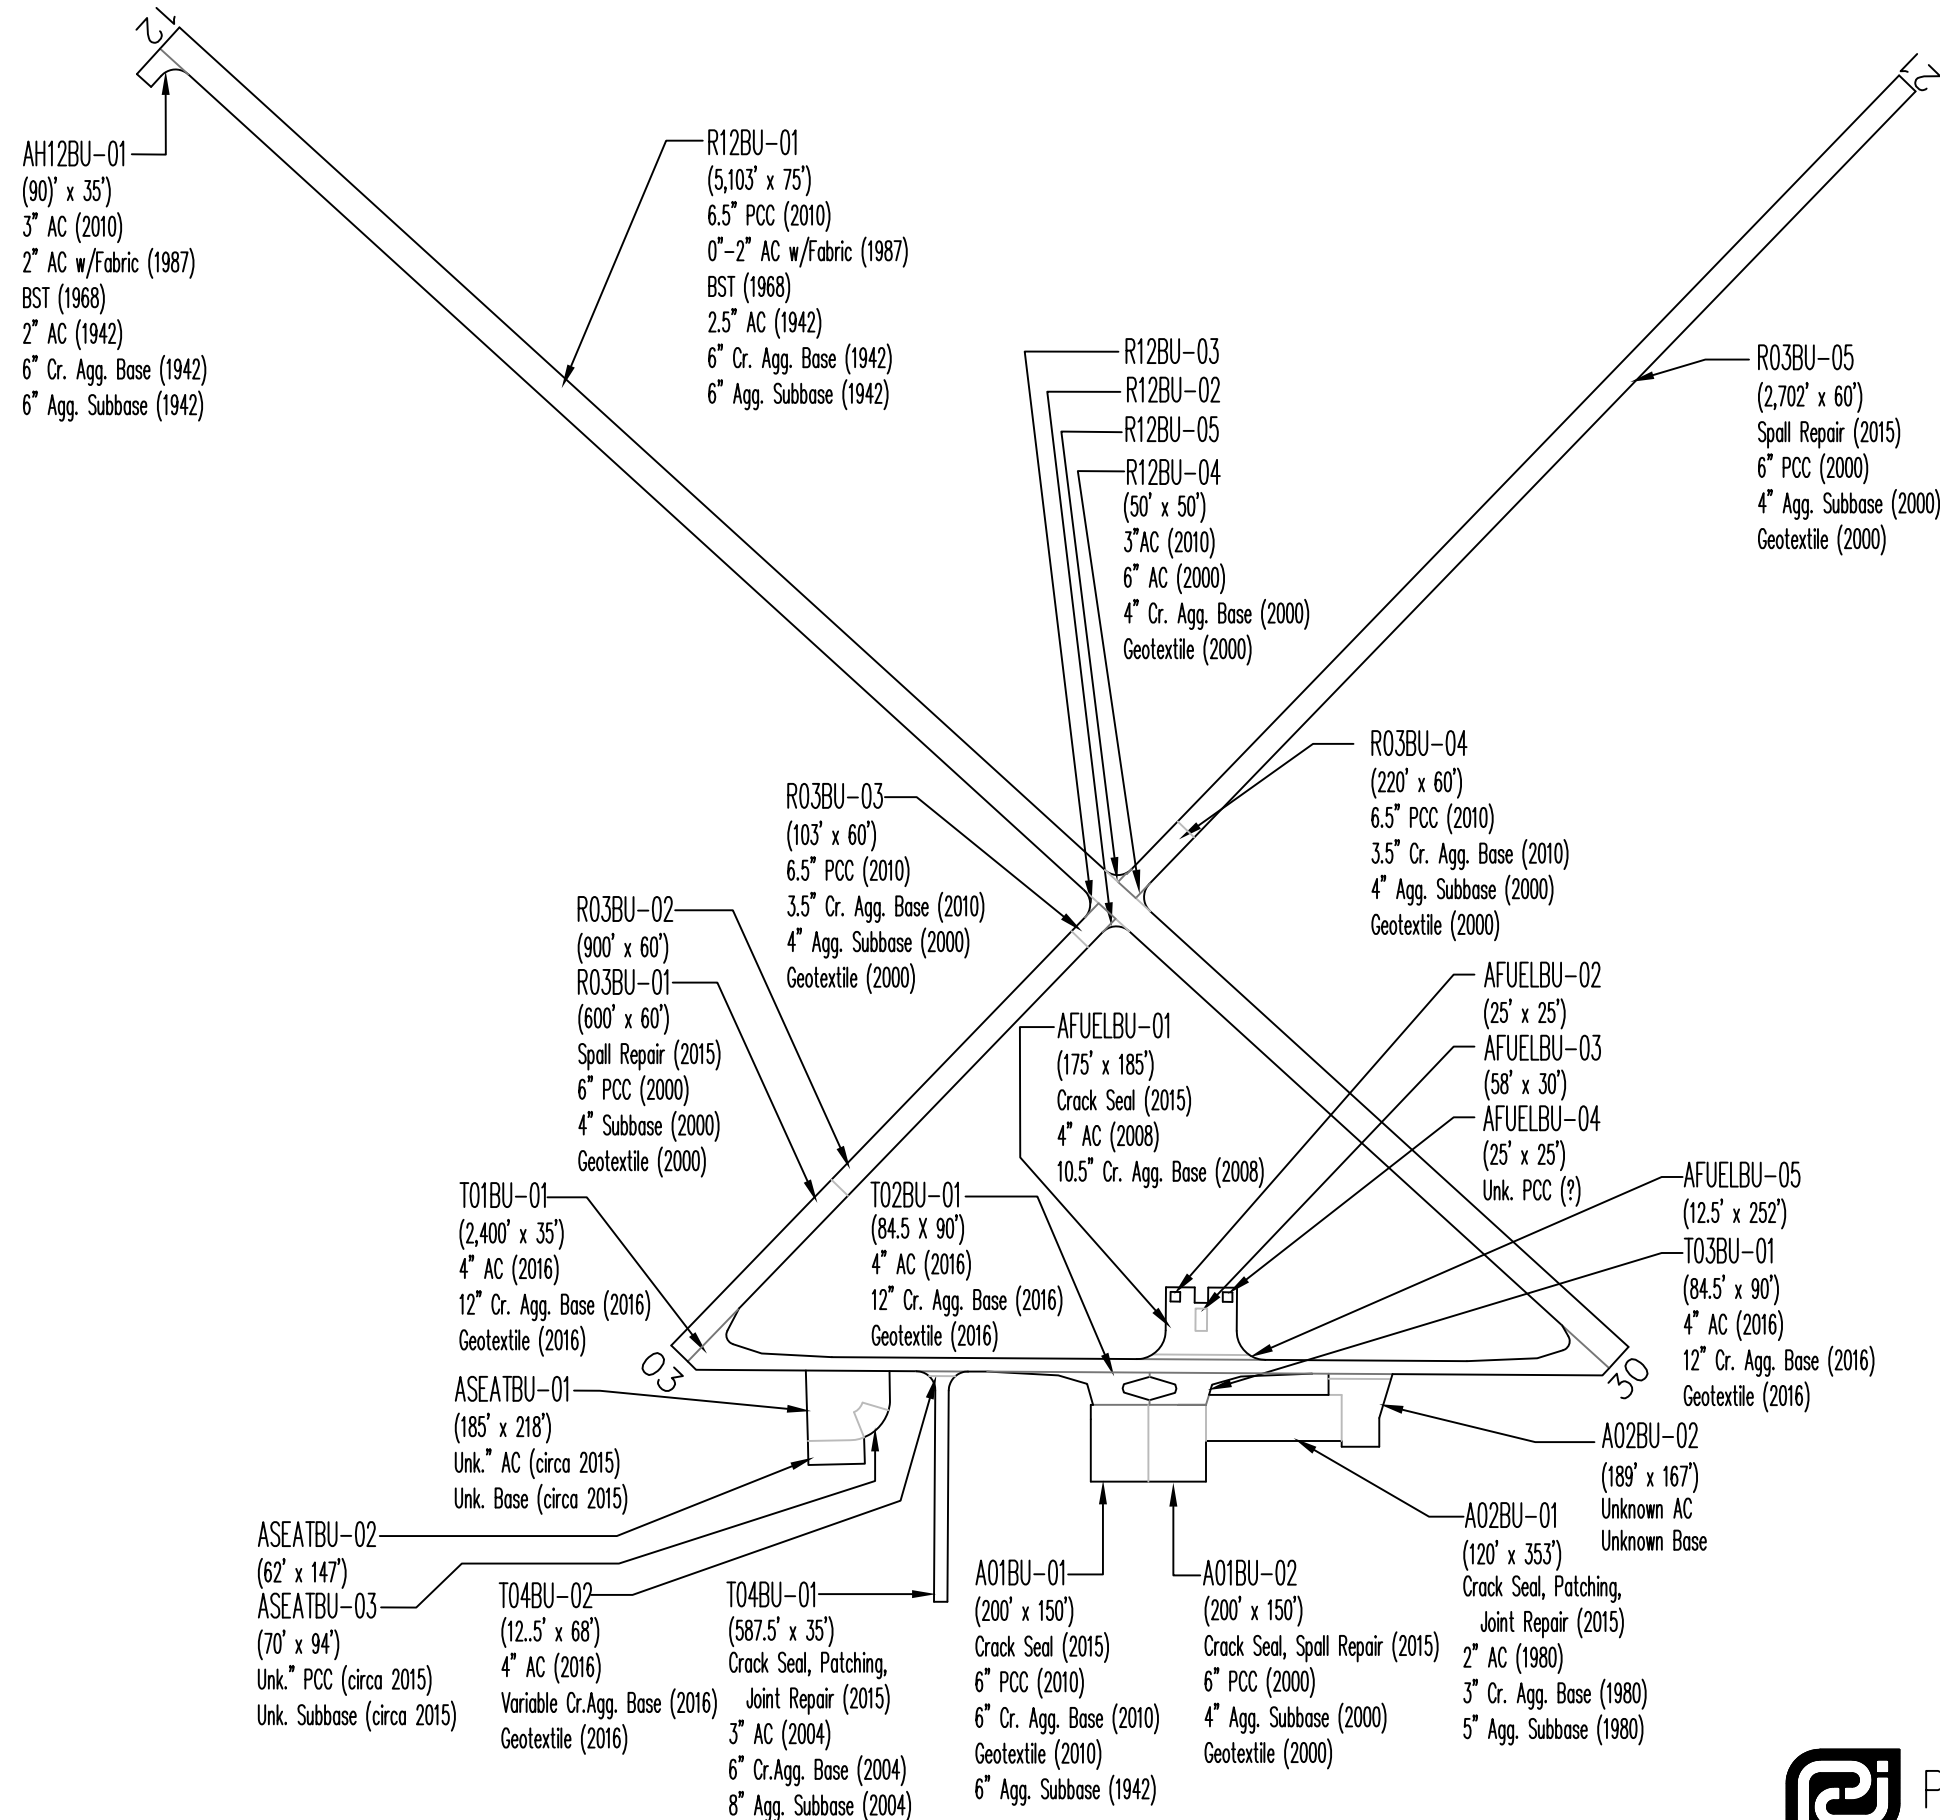 12
21
AH12BU-01
(90)' x 35')
3" AC (2010)
2" AC w/Fabric (1987)
BST (1968)
2" AC (1942)
6" Cr. Agg. Base (1942)
6" Agg. Subbase (1942)
R12BU-01
(5,103' x 75')
6.5" PCC (2010)
0"-2" AC w/Fabric (1987)
BST (1968)
2.5" AC (1942)
6" Cr. Agg. Base (1942)
6" Agg. Subbase (1942)
R12BU-03
R12BU-02
R12BU-05
R12BU-04
(50' x 50')
3"AC (2010)
6" AC (2000)
4" Cr. Agg. Base (2000)
Geotextile (2000)
R03BU-05
(2,702' x 60')
Spall Repair (2015)
6" PCC (2000)
4" Agg. Subbase (2000)
Geotextile (2000)
R03BU-04
(220' x 60')
6.5" PCC (2010)
3.5" Cr. Agg. Base (2010)
4" Agg. Subbase (2000)
Geotextile (2000)
R03BU-03
(103' x 60')
6.5" PCC (2010)
3.5" Cr. Agg. Base (2010)
4" Agg. Subbase (2000)
Geotextile (2000)
R03BU-02
(900' x 60')
R03BU-01
(600' x 60')
Spall Repair (2015)
6" PCC (2000)
4" Subbase (2000)
Geotextile (2000)
AFUELBU-01
(175' x 185')
Crack Seal (2015)
4" AC (2008)
10.5" Cr. Agg. Base (2008)
AFUELBU-02
(25' x 25')
AFUELBU-03
(58' x 30')
AFUELBU-04
(25' x 25')
Unk. PCC (?)
AFUELBU-05
(12.5' x 252')
T03BU-01
(84.5' x 90')
4" AC (2016)
12" Cr. Agg. Base (2016)
Geotextile (2016)
T01BU-01
(2,400' x 35')
4" AC (2016)
12" Cr. Agg. Base (2016)
Geotextile (2016)
T02BU-01
(84.5 X 90')
4" AC (2016)
12" Cr. Agg. Base (2016)
Geotextile (2016)
03
30
ASEATBU-01
(185' x 218')
Unk." AC (circa 2015)
Unk. Base (circa 2015)
ASEATBU-02
(62' x 147')
ASEATBU-03
(70' x 94')
Unk." PCC (circa 2015)
Unk. Subbase (circa 2015)
T04BU-02
(12..5' x 68')
4" AC (2016)
Variable Cr.Agg. Base (2016)
Geotextile (2016)
T04BU-01
(587.5' x 35')
Crack Seal, Patching,
Joint Repair (2015)
3" AC (2004)
6" Cr.Agg. Base (2004)
8" Agg. Subbase (2004)
A01BU-01
(200' x 150')
Crack Seal (2015)
6" PCC (2010)
6" Cr. Agg. Base (2010)
Geotextile (2010)
6" Agg. Subbase (1942)
A01BU-02
(200' x 150')
Crack Seal, Spall Repair (2015)
6" PCC (2000)
4" Agg. Subbase (2000)
Geotextile (2000)
A02BU-01
(120' x 353')
Crack Seal, Patching,
Joint Repair (2015)
2" AC (1980)
3" Cr. Agg. Base (1980)
5" Agg. Subbase (1980)
A02BU-02
(189' x 167')
Unknown AC
Unknown Base
P